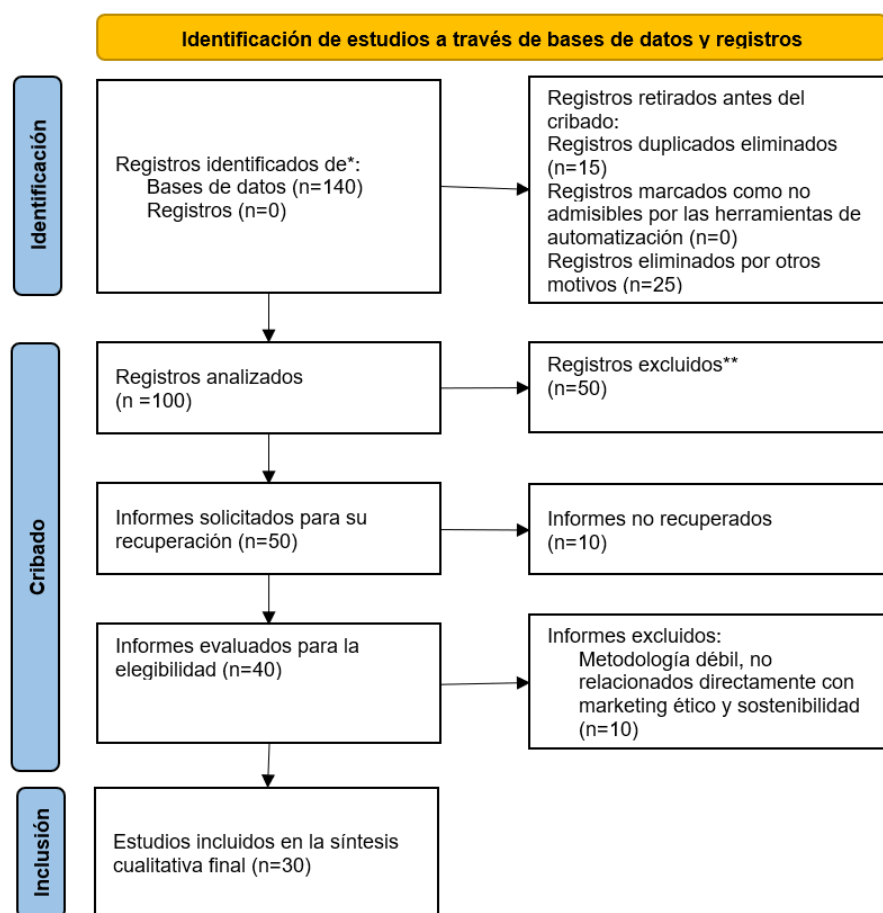 Identificación de estudios a través de bases de datos y registros
Identificación
Registros identificados de*:
Bases de datos (n=140)
Registros (n=0)
Registros retirados antes del
cribado:
Registros duplicados eliminados
(n=15)
Registros marcados como no
admisibles por las herramientas de
automatización (n=0)
Registros eliminados por otros
motivos (n=25)
Cribado
Registros analizados
(n =100)
Registros excluidos**
(n=50)
Informes solicitados para su
recuperación (n=50)
Informes no recuperados
(n=10)
Informes evaluados para la
elegibilidad (n=40)
Informes excluidos:
Metodología débil, no
relacionados directamente con
marketing ético y sostenibilidad
(n=10)
Inclusión
Estudios incluidos en la síntesis
cualitativa final (n=30)